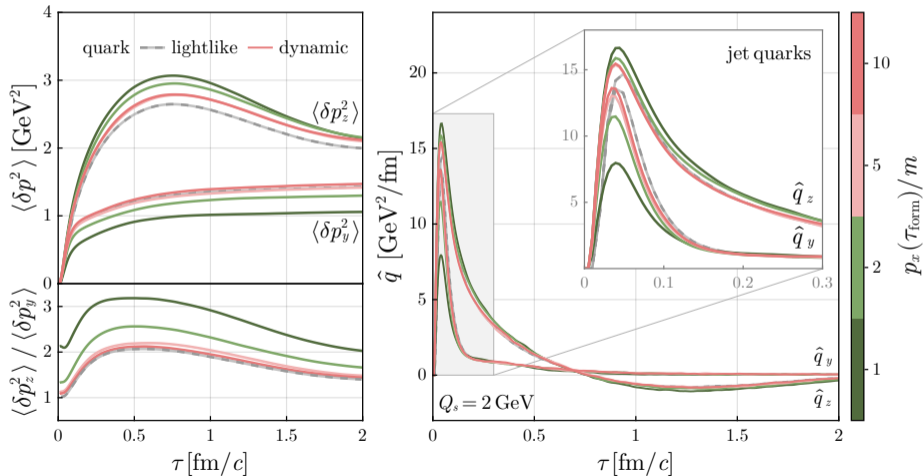 4
3
2
1
0
⟨δp²⟩ [GeV²]
quark lightlike dynamic
⟨δp_z²⟩
⟨δp_y²⟩
3
2
1
⟨δp_z²⟩ / ⟨δp_y²⟩
0 0.5 1 1.5 2
τ [fm/c]
20
15
10
5
0
q̂ [GeV²/fm]
Q_s = 2 GeV
q̂_y
q̂_z
0 0.5 1 1.5 2
τ [fm/c]
jet quarks
15
10
5
q̂_z
q̂_y
0 0.1 0.2 0.3
10
5
2
1
p_x(τ_form)/m